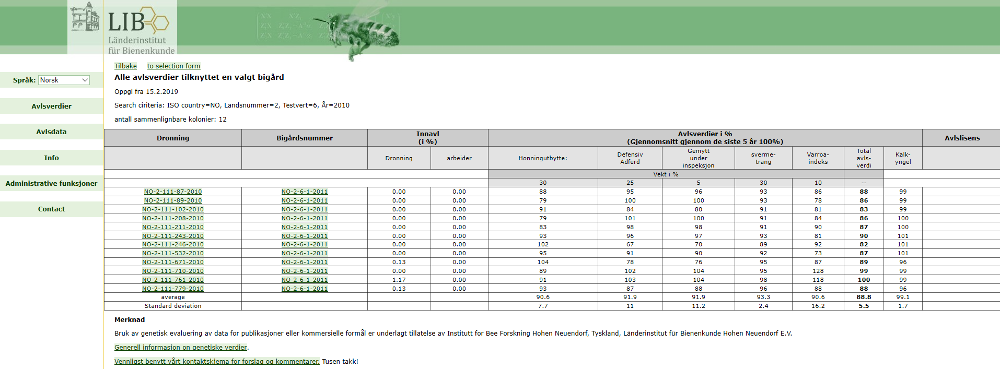 LIB
Länderinstitut
für Bienenkunde
Tilbake to selection form
Språk: Norsk
Alle avlsverdier tilknyttet en valgt bigård
Oppgi fra 15.2.2019
Avlsverdier
Search ciriteria: ISO country=NO, Landsnummer=2, Testvert=6, År=2010
antall sammenlignbare kolonier: 12
Avlsdata
Info
Administrative funksjoner
Contact
Dronning Bigårdsnummer Innavl (i %) Avlsverdier i % (Gjennomsnitt gjennom de siste 5 år 100%) Avlslisens
Dronning arbeider Honningutbytte: Defensiv Adferd Gemytt under inspeksjon sverme-trang Varroa-indeks Total avls-verdi Kalk-yngel
Vekt i %
30 25 5 30 10 --
NO-2-111-87-2010 NO-2-6-1-2011 0.00 0.00 88 95 96 93 86 88 99
NO-2-111-89-2010 NO-2-6-1-2011 0.00 0.00 79 100 100 93 78 86 99
NO-2-111-102-2010 NO-2-6-1-2011 0.00 0.00 91 84 80 91 81 83 99
NO-2-111-208-2010 NO-2-6-1-2011 0.00 0.00 79 101 100 91 84 86 100
NO-2-111-211-2010 NO-2-6-1-2011 0.00 0.00 83 98 98 91 90 87 100
NO-2-111-243-2010 NO-2-6-1-2011 0.00 0.00 93 96 97 93 81 90 101
NO-2-111-246-2010 NO-2-6-1-2011 0.00 0.00 102 67 70 89 92 82 101
NO-2-111-532-2010 NO-2-6-1-2011 0.00 0.00 95 91 90 92 73 87 101
NO-2-111-671-2010 NO-2-6-1-2011 0.13 0.00 104 78 76 95 87 89 96
NO-2-111-710-2010 NO-2-6-1-2011 0.00 0.00 89 102 104 95 128 99 99
NO-2-111-761-2010 NO-2-6-1-2011 1.17 0.00 91 103 104 98 118 100 99
NO-2-111-779-2010 NO-2-6-1-2011 0.13 0.00 93 87 88 96 88 88 96
average 90.6 91.9 91.9 93.3 90.6 88.8 99.1
Standard deviation 7.7 11 11.2 2.4 16.2 5.5 1.7
Merknad
Bruk av genetisk evaluering av data for publikasjoner eller kommersielle formål er underlagt tillatelse av Institutt for Bee Forskning Hohen Neuendorf, Tyskland, Länderinstitut für Bienenkunde Hohen Neuendorf E.V.
Generell informasjon on genetiske verdier.
Vennligst benytt vårt kontaktskjema for forslag og kommentarer. Tusen takk!